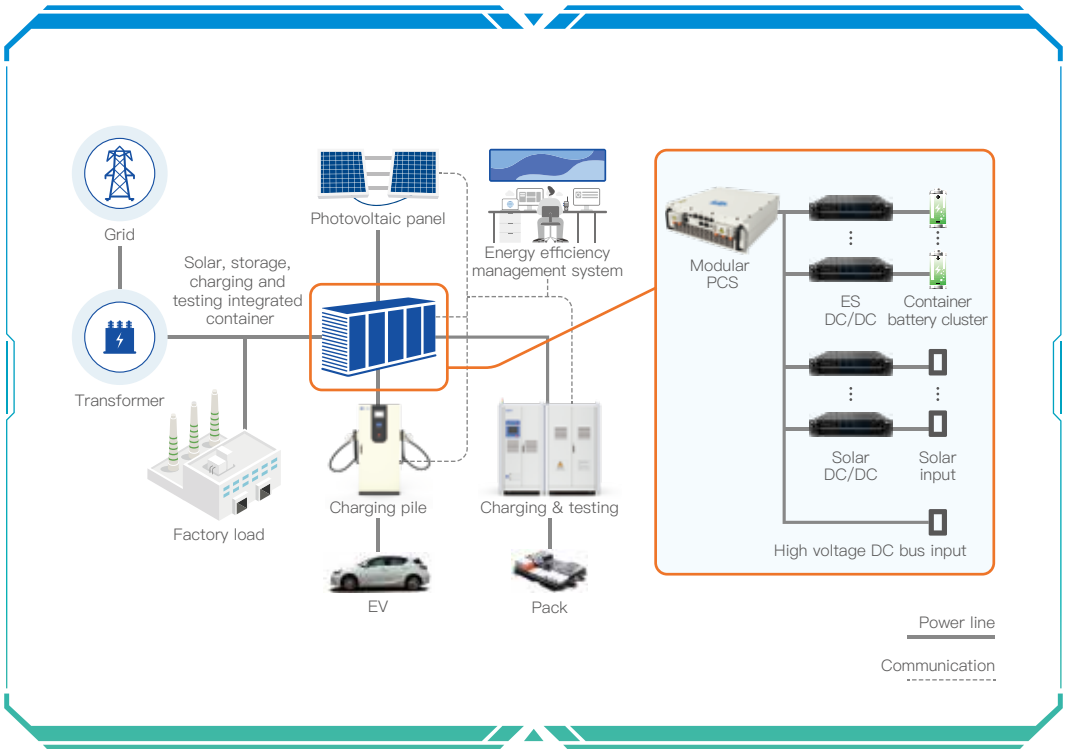 Grid
Transformer
Solar, storage,
charging and
testing integrated
container
Factory load
Photovoltaic panel
Energy efficiency
management system
Charging pile
EV
Charging & testing
Pack
Modular
PCS
ES
DC/DC
Container
battery cluster
Solar
DC/DC
Solar
input
High voltage DC bus input
Power line
Communication